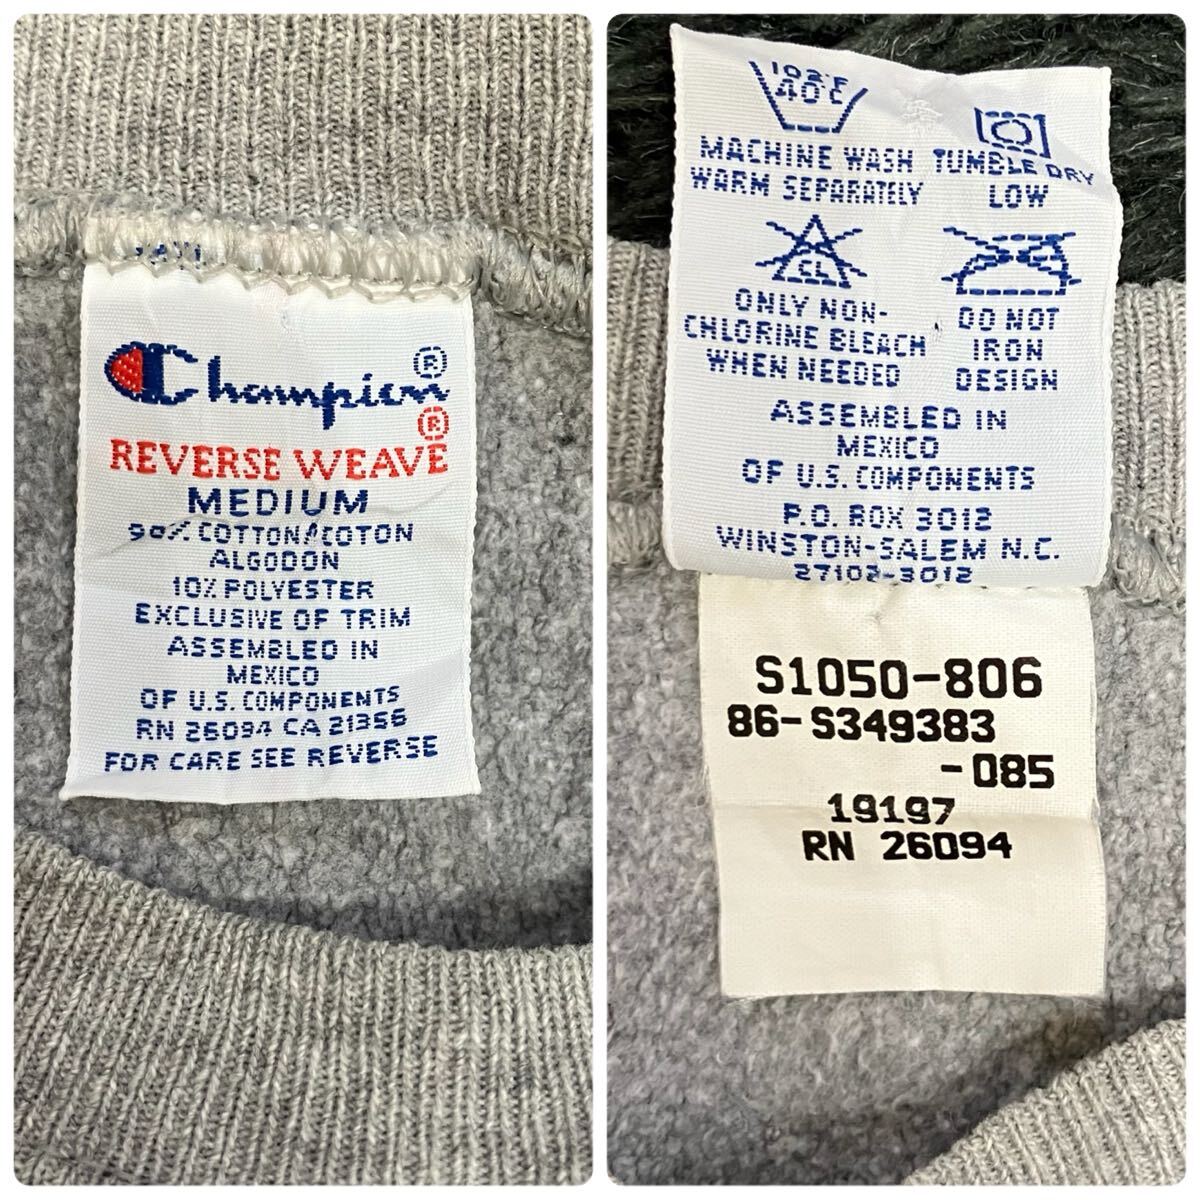 Champion®
REVERSE WEAVE®
MEDIUM
90% COTTON/COTON
ALGODON
10% POLYESTER
EXCLUSIVE OF TRIM
ASSEMBLED IN
MEXICO
OF U.S. COMPONENTS
RN 26094 CA 21356
FOR CARE SEE REVERSE
102°F
40°C
MACHINE WASH
WARM SEPARATELY
TUMBLE DRY
LOW
CL
ONLY NON-
CHLORINE BLEACH
WHEN NEEDED
DO NOT
IRON
DESIGN
ASSEMBLED IN
MEXICO
OF U.S. COMPONENTS
P.O. BOX 3012
WINSTON-SALEM N.C.
27102-3012
S1050-806
86-S349383
-085
19197
RN 26094